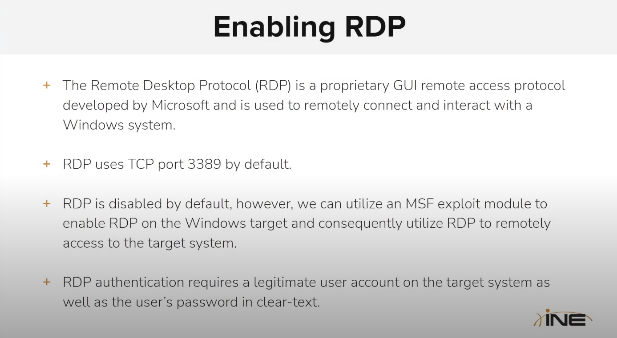 Enabling RDP
+ The Remote Desktop Protocol (RDP) is a proprietary GUI remote access protocol
developed by Microsoft and is used to remotely connect and interact with a
Windows system.
+ RDP uses TCP port 3389 by default.
+ RDP is disabled by default, however, we can utilize an MSF exploit module to
enable RDP on the Windows target and consequently utilize RDP to remotely
access to the target system.
+ RDP authentication requires a legitimate user account on the target system as
well as the user's password in clear-text.
INE